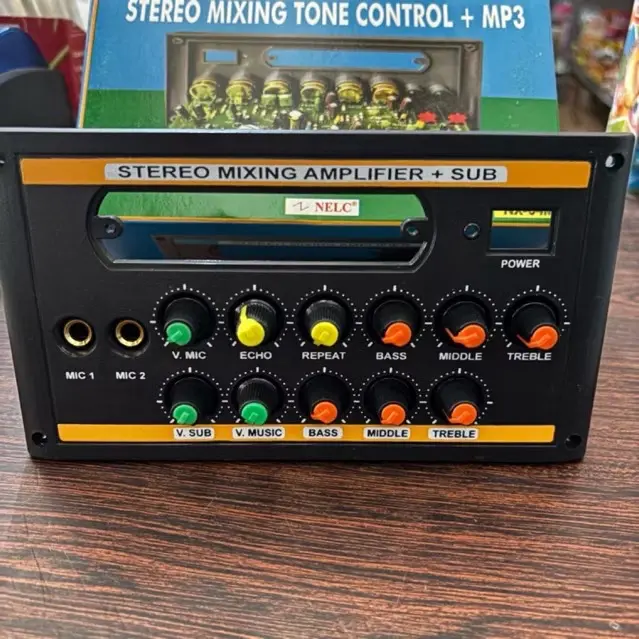 STEREO MIXING TONE CONTROL + MP3
STEREO MIXING AMPLIFIER + SUB
NELC®
POWER
MIC 1
MIC 2
V. MIC
ECHO
REPEAT
BASS
MIDDLE
TREBLE
V. SUB
V. MUSIC
BASS
MIDDLE
TREBLE